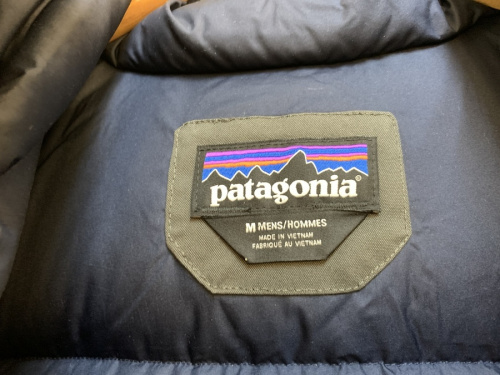 patagonia®
M MENS/HOMMES
MADE IN VIETNAM
FABRIQUÉ AU VIETNAM